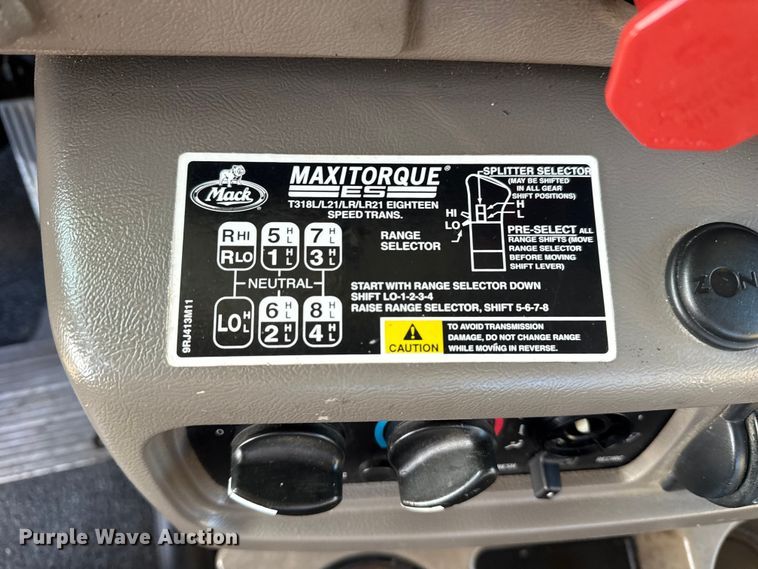 Mack
MAXITORQUE®
ES
T318L/L21/LR/LR21 EIGHTEEN
SPEED TRANS.
SPLITTER SELECTOR
(MAY BE SHIFTED
IN ALL GEAR
SHIFT POSITIONS)
H
L
HI
LO
RANGE
SELECTOR
PRE-SELECT ALL
RANGE SHIFTS (MOVE
RANGE SELECTOR
BEFORE MOVING
SHIFT LEVER)
R HI 5 H L 7 H L
R LO 1 H L 3 H L
NEUTRAL
LO H L 6 H L 8 H L
2 H L 4 H L
START WITH RANGE SELECTOR DOWN
SHIFT LO-1-2-3-4
RAISE RANGE SELECTOR, SHIFT 5-6-7-8
CAUTION
TO AVOID TRANSMISSION
DAMAGE, DO NOT CHANGE RANGE
WHILE MOVING IN REVERSE.
9RJ413M11
ZON
Purple Wave Auction